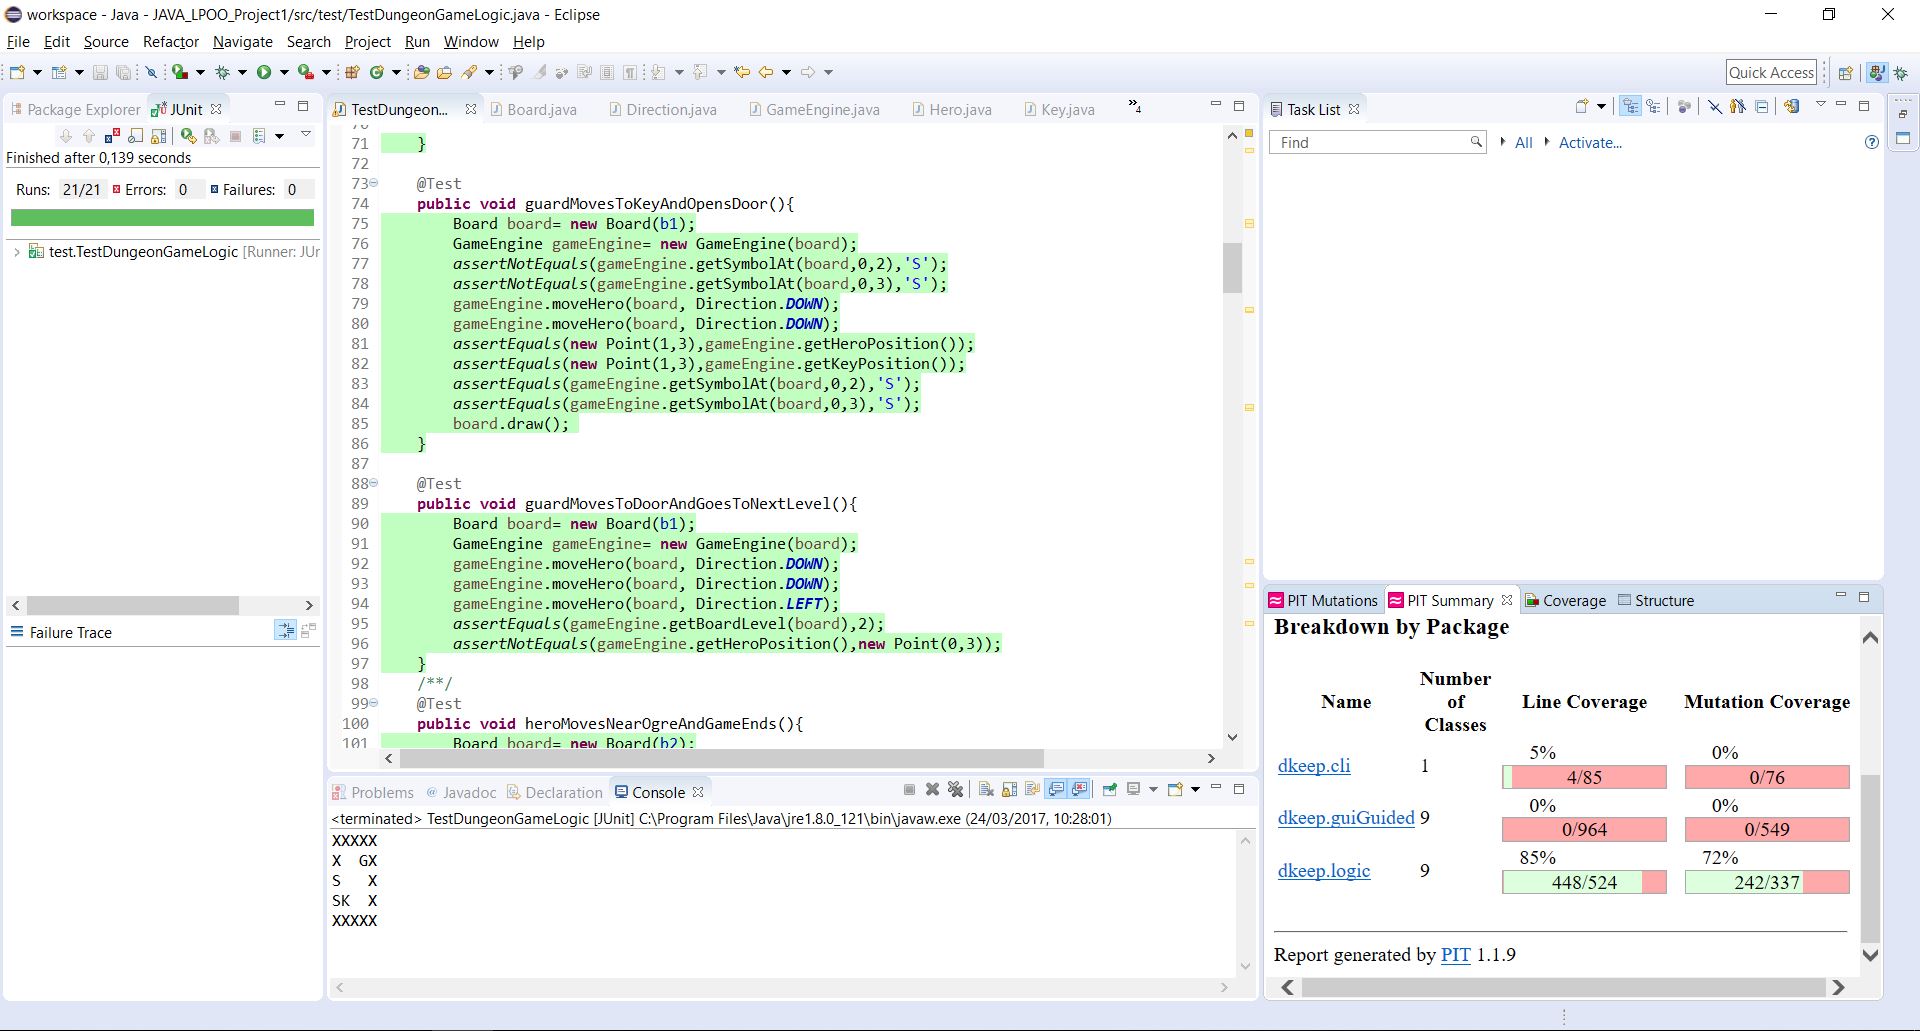 workspace - Java - JAVA_LPOO_Project1/src/test/TestDungeonGameLogic.java - Eclipse
File Edit Source Refactor Navigate Search Project Run Window Help
Quick Access
Package Explorer JUnit
Finished after 0,139 seconds
Runs: 21/21 Errors: 0 Failures: 0
test.TestDungeonGameLogic [Runner: JUr
Failure Trace
TestDungeon... Board.java Direction.java GameEngine.java Hero.java Key.java »4
70
71 }
72
73 @Test
74 public void guardMovesToKeyAndOpensDoor(){
75 Board board= new Board(b1);
76 GameEngine gameEngine= new GameEngine(board);
77 assertNotEquals(gameEngine.getSymbolAt(board,0,2),'S');
78 assertNotEquals(gameEngine.getSymbolAt(board,0,3),'S');
79 gameEngine.moveHero(board, Direction.DOWN);
80 gameEngine.moveHero(board, Direction.DOWN);
81 assertEquals(new Point(1,3),gameEngine.getHeroPosition());
82 assertEquals(new Point(1,3),gameEngine.getKeyPosition());
83 assertEquals(gameEngine.getSymbolAt(board,0,2),'S');
84 assertEquals(gameEngine.getSymbolAt(board,0,3),'S');
85 board.draw();
86 }
87
88 @Test
89 public void guardMovesToDoorAndGoesToNextLevel(){
90 Board board= new Board(b1);
91 GameEngine gameEngine= new GameEngine(board);
92 gameEngine.moveHero(board, Direction.DOWN);
93 gameEngine.moveHero(board, Direction.DOWN);
94 gameEngine.moveHero(board, Direction.LEFT);
95 assertEquals(gameEngine.getBoardLevel(board),2);
96 assertNotEquals(gameEngine.getHeroPosition(),new Point(0,3));
97 }
98 /**/
99 @Test
100 public void heroMovesNearOgreAndGameEnds(){
101 Board board= new Board(b2);
Problems Javadoc Declaration Console
<terminated> TestDungeonGameLogic [JUnit] C:\Program Files\Java\jre1.8.0_121\bin\javaw.exe (24/03/2017, 10:28:01)
XXXXX
X  GX
S   X
SK  X
XXXXX
Task List
Find All Activate...
PIT Mutations PIT Summary Coverage Structure
Breakdown by Package
Name Number of Classes Line Coverage Mutation Coverage
dkeep.cli 1 5% 4/85 0% 0/76
dkeep.guiGuided 9 0% 0/964 0% 0/549
dkeep.logic 9 85% 448/524 72% 242/337
Report generated by PIT 1.1.9